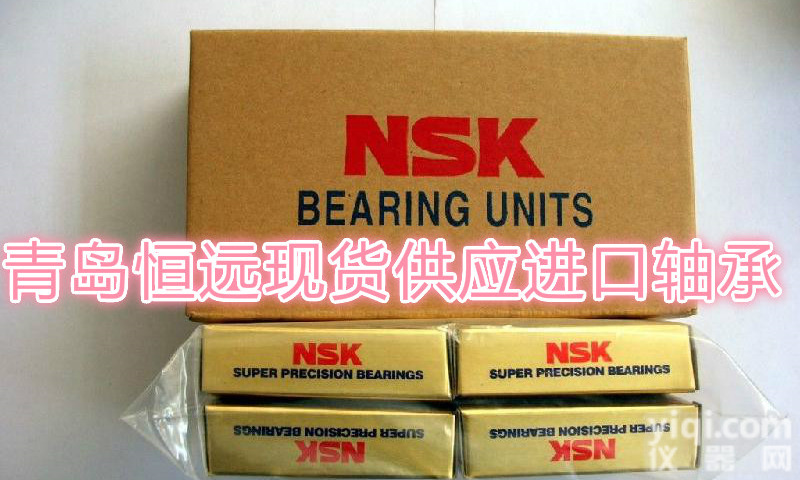 NSK
BEARING UNITS
青岛恒远现货供应进口轴承
NSK
SUPER PRECISION BEARINGS
NSK
SUPER PRECISION BEARINGS
SUPER PRECISION BEARINGS
NSK
SUPER PRECISION BEARINGS
NSK
yiqi.com
仪器网